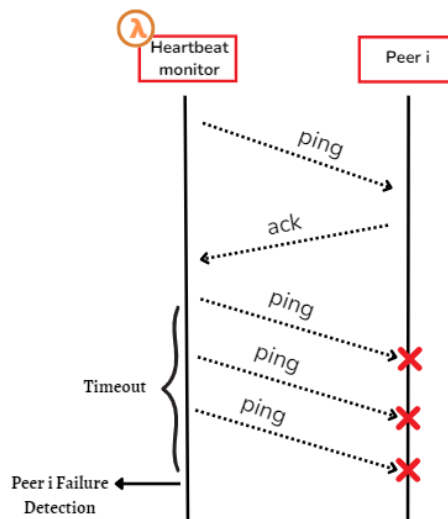 λ
Heartbeat
monitor
Peer i
ping
ack
ping
ping
Timeout
ping
Peer i Failure
Detection